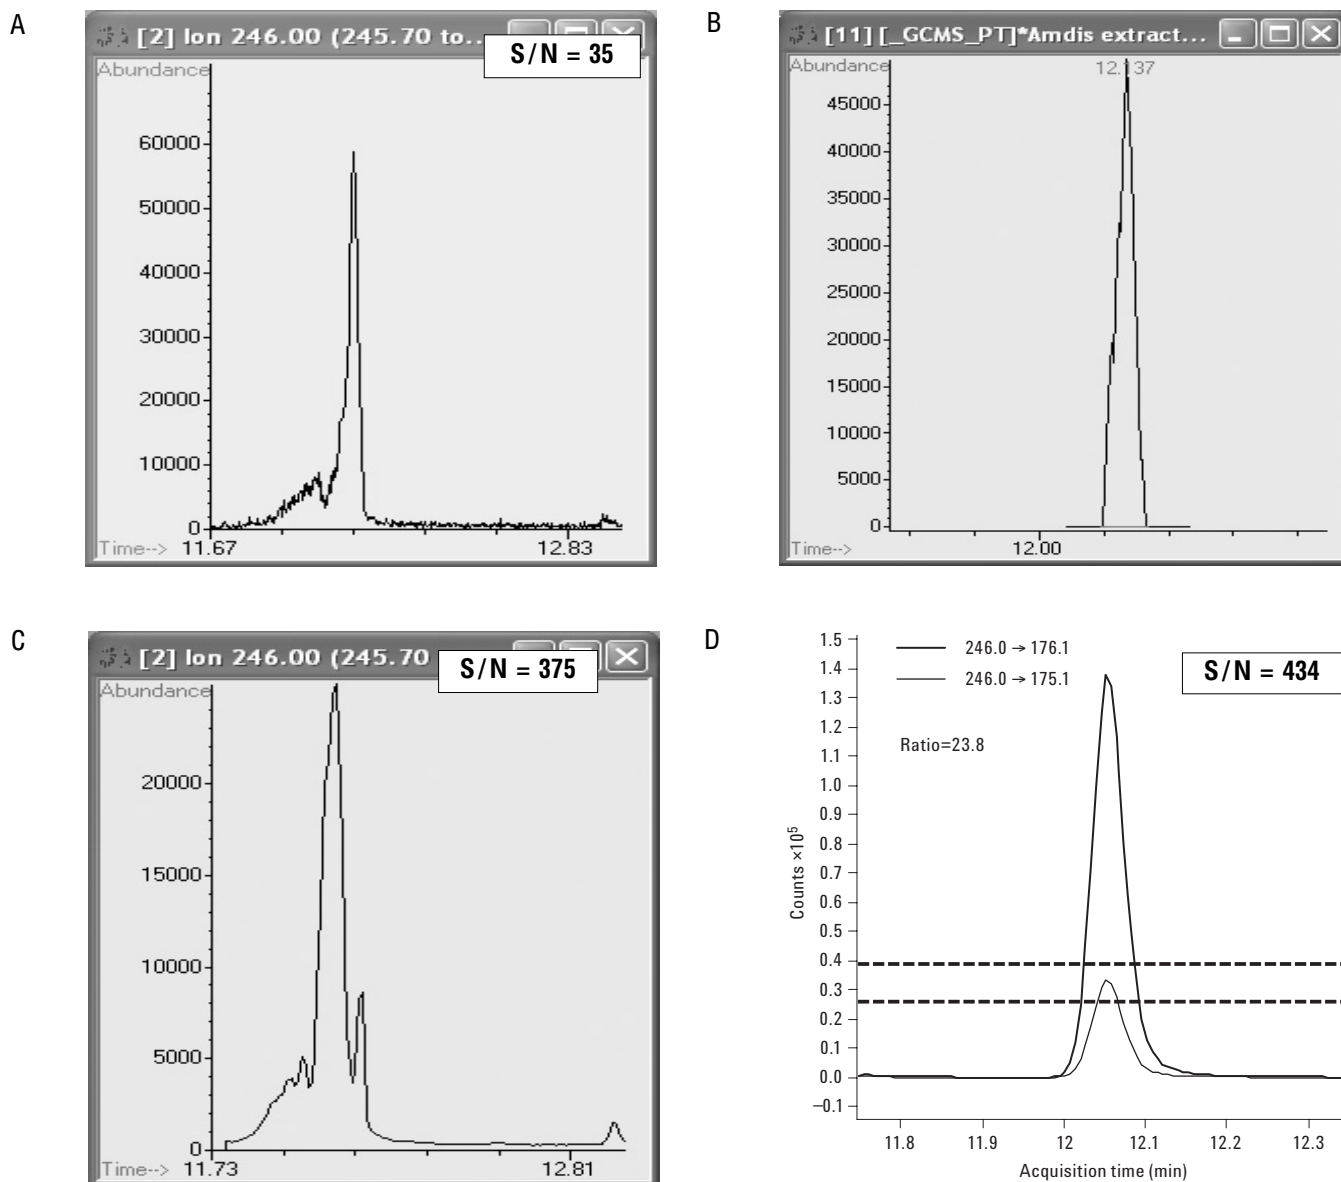 A
[2] Ion 246.00 (245.70 to...
S/N = 35
Abundance
60000
50000
40000
30000
20000
10000
0
Time-->
11.67
12.83
B
[11] [_GCMS_PT]*Amdis extract...
Abundance
12.137
45000
40000
35000
30000
25000
20000
15000
10000
5000
0
Time-->
12.00
C
[2] Ion 246.00 (245.70
S/N = 375
Abundance
20000
15000
10000
5000
0
Time-->
11.73
12.81
D
246.0 → 176.1
246.0 → 175.1
S/N = 434
Ratio=23.8
Counts ×10⁵
1.5
1.4
1.3
1.2
1.1
1.0
0.9
0.8
0.7
0.6
0.5
0.4
0.3
0.2
0.1
0.0
–0.1
11.8
11.9
12
12.1
12.2
12.3
Acquisition time (min)